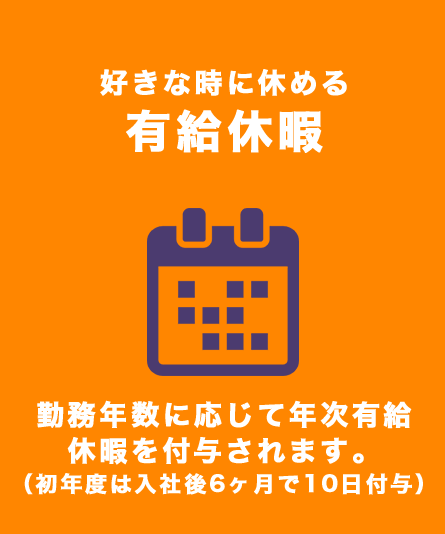 好きな時に休める
有給休暇
勤務年数に応じて年次有給
休暇を付与されます。
（初年度は入社後6ヶ月で10日付与）